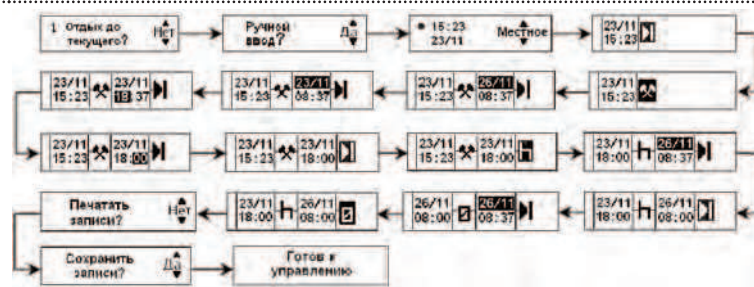 1 Отдых до
текущего? Нет
Ручной
ввод? Да
15:23 Местное
23/11
23/11
15:23
23/11 23/11
15:23 18:37
23/11 23/11
15:23 08:37
23/11 26/11
15:23 08:37
23/11
15:23
23/11 23/11
15:23 18:00
23/11 23/11
15:23 18:00
23/11 23/11
15:23 18:00
23/11 26/11
18:00 08:37
Печатать
записи? Нет
23/11 26/11
18:00 08:00
26/11 26/11
08:00 08:37
23/11 26/11
18:00 08:00
Сохранить
записи? Да
Готов к
управлению